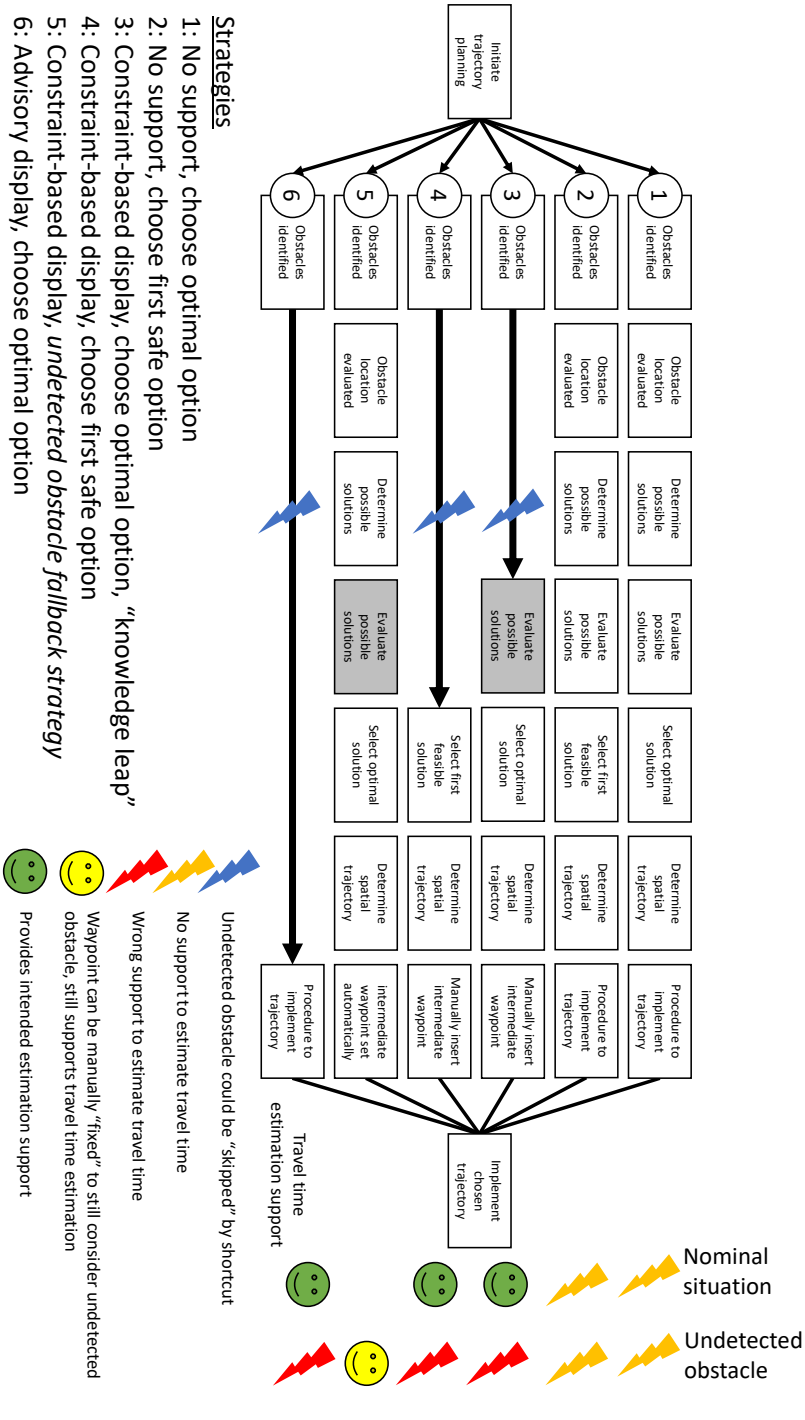 Initiate
trajectory
planning
1
Obstacles
identified
Obstacle
location
evaluated
Determine
possible
solutions
Evaluate
possible
solutions
Select optimal
solution
Determine
spatial
trajectory
Procedure to
implement
trajectory
2
Obstacles
identified
Obstacle
location
evaluated
Determine
possible
solutions
Evaluate
possible
solutions
Select first
feasible
solution
Determine
spatial
trajectory
Procedure to
implement
trajectory
3
Obstacles
identified
Evaluate
possible
solutions
Select optimal
solution
Determine
spatial
trajectory
Manually insert
intermediate
waypoint
4
Obstacles
identified
Select first
feasible
solution
Determine
spatial
trajectory
Manually insert
intermediate
waypoint
5
Obstacles
identified
Obstacle
location
evaluated
Determine
possible
solutions
Evaluate
possible
solutions
Select optimal
solution
Determine
spatial
trajectory
intermediate
waypoint set
automatically
6
Obstacles
identified
Procedure to
implement
trajectory
Implement
chosen
trajectory
Nominal
situation
Undetected
obstacle
Travel time
estimation support
Strategies
1: No support, choose optimal option
2: No support, choose first safe option
3: Constraint-based display, choose optimal option, “knowledge leap”
4: Constraint-based display, choose first safe option
5: Constraint-based display, undetected obstacle fallback strategy
6: Advisory display, choose optimal option
Undetected obstacle could be “skipped” by shortcut
No support to estimate travel time
Wrong support to estimate travel time
Waypoint can be manually “fixed” to still consider undetected
obstacle, still supports travel time estimation
Provides intended estimation support